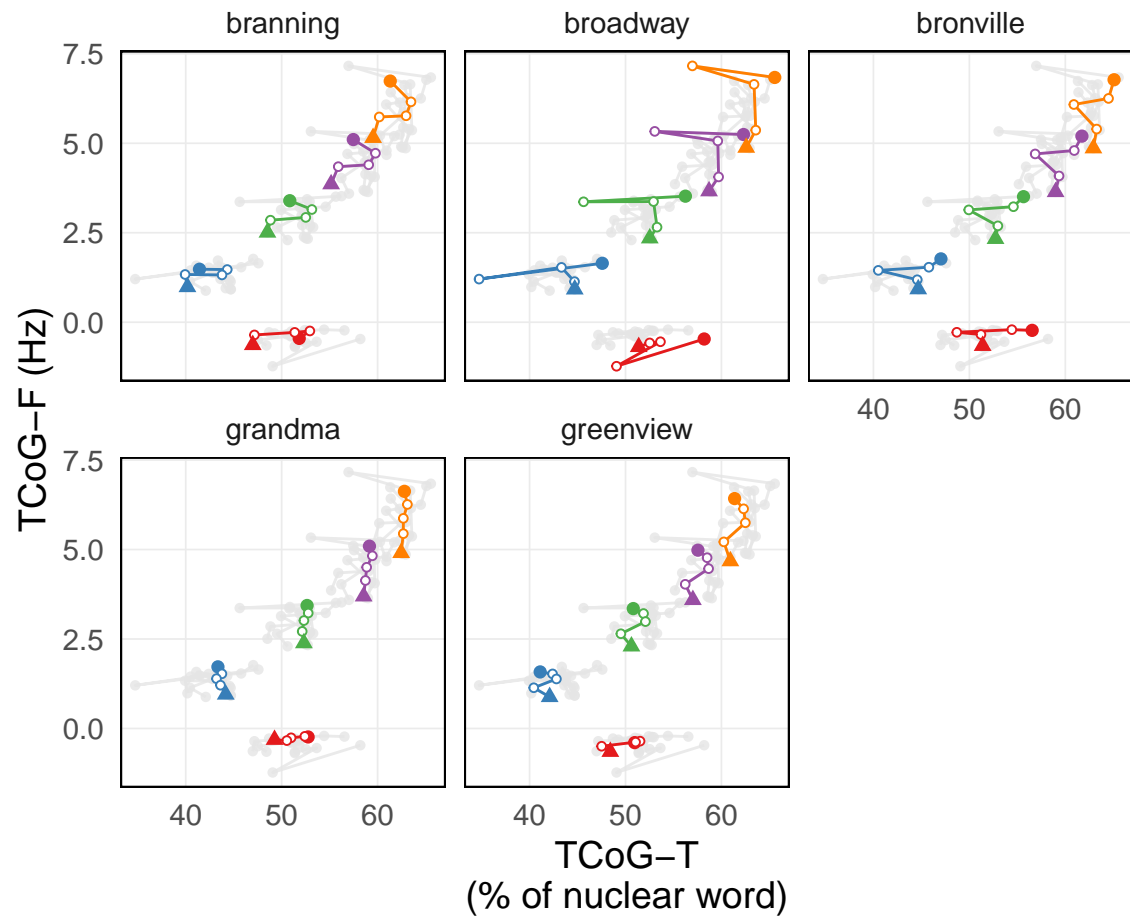 branning broadway bronville
7.5
5.0
2.5
0.0
40 50 60
grandma greenview
7.5
5.0
2.5
0.0
40 50 60 40 50 60
TCoG−F (Hz)
TCoG−T
(% of nuclear word)